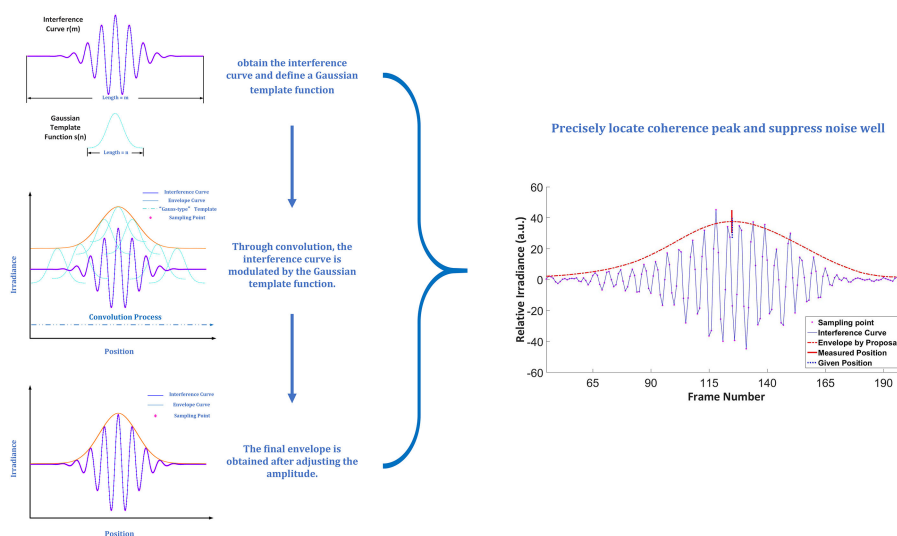 Interference
Curve r(m)
Length = m
Gaussian
Template
Function s(n)
Length = n
obtain the interference
curve and define a Gaussian
template function
Interference Curve
Envelope Curve
"Gauss-type" Template
Sampling Point
Irradiance
Convolution Process
Position
Through convolution, the
interference curve is
modulated by the Gaussian
template function.
Interference Curve
Envelope Curve
Sampling Point
Irradiance
Position
The final envelope is
obtained after adjusting the
amplitude.
Precisely locate coherence peak and suppress noise well
60
40
20
0
-20
-40
-60
Relative Irradiance (a.u.)
Sampling point
Interference Curve
Envelope by Proposa
Measured Position
Given Position
65
90
115
140
165
190
Frame Number